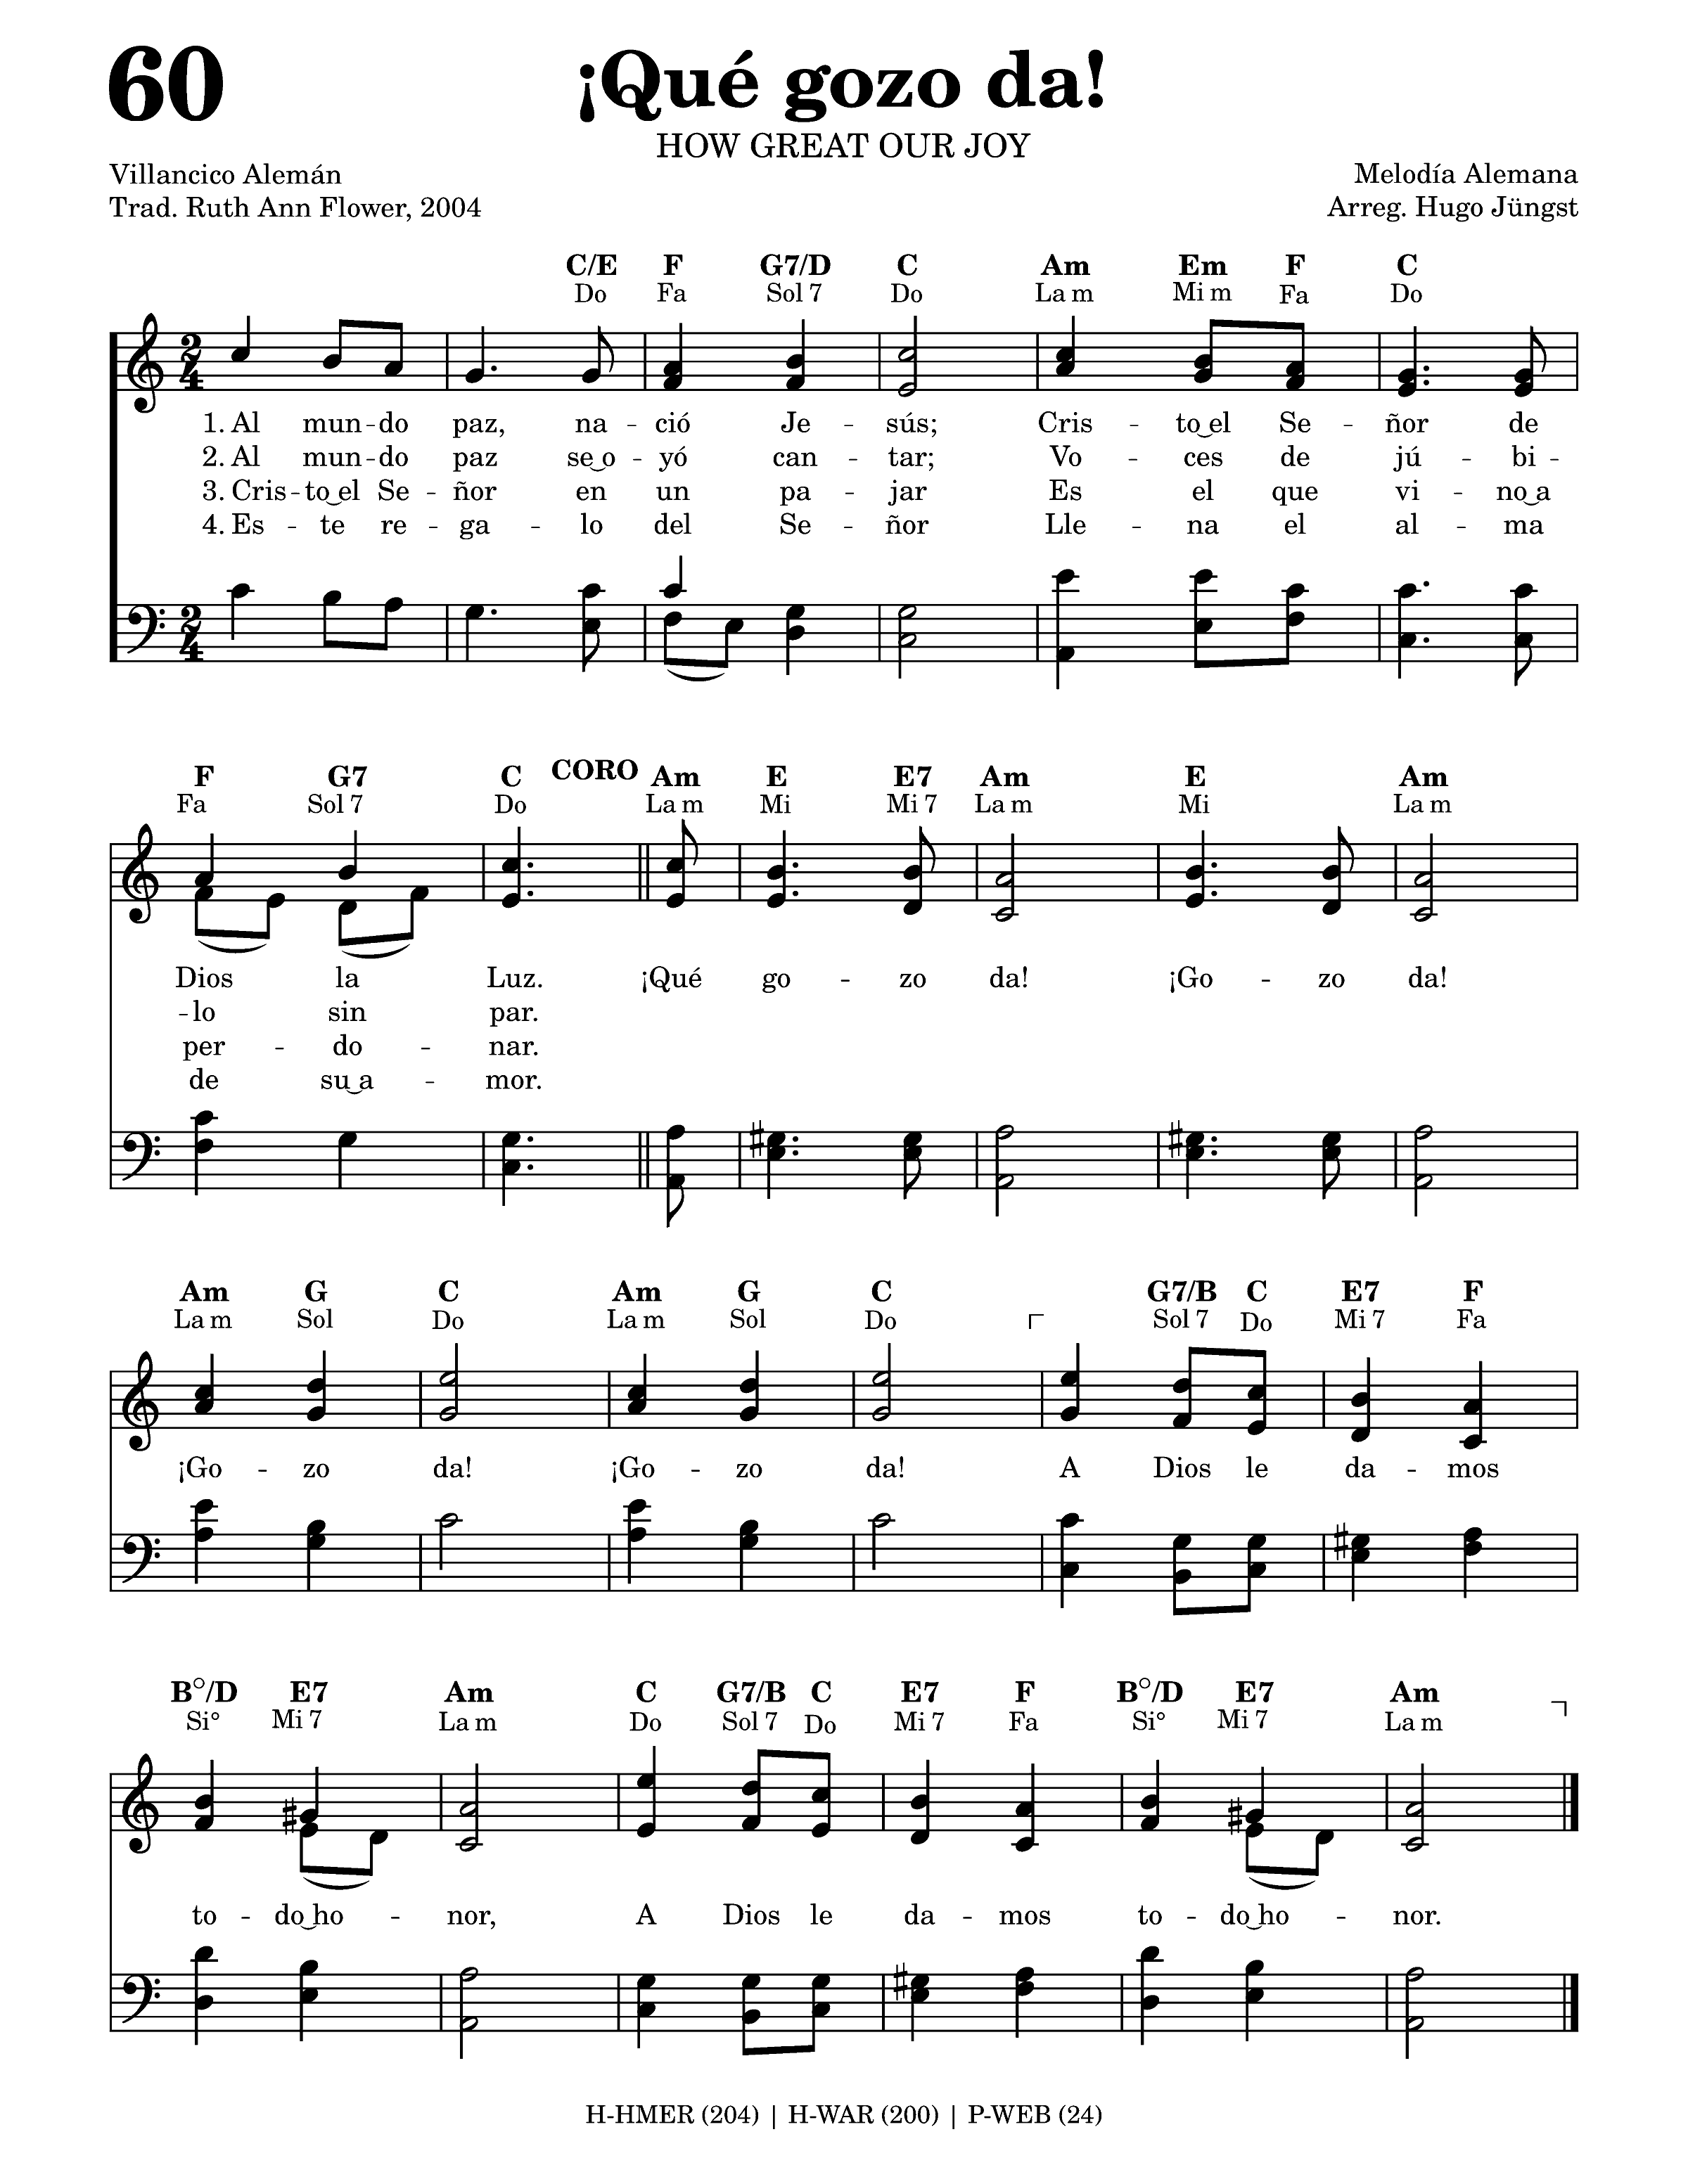 60
¡Qué gozo da!
HOW GREAT OUR JOY
Villancico Alemán
Melodía Alemana
Trad. Ruth Ann Flower, 2004
Arreg. Hugo Jüngst
C/E F G7/D C Am Em F C
Do Fa Sol 7 Do La m Mi m Fa Do
2 4
1. Al mun - do paz, na - ció Je - sús; Cris - to‿el Se - ñor de
2. Al mun - do paz se‿o - yó can - tar; Vo - ces de jú - bi -
3. Cris - to‿el Se - ñor en un pa - jar Es el que vi - no‿a
4. Es - te re - ga - lo del Se - ñor Lle - na el al - ma
2 4
F G7 C CORO Am E E7 Am E Am
Fa Sol 7 Do La m Mi Mi 7 La m Mi La m
Dios la Luz. ¡Qué go - zo da! ¡Go - zo da!
- lo sin par.
per - do - nar.
de su‿a - mor.
Am G C Am G C G7/B C E7 F
La m Sol Do La m Sol Do Sol 7 Do Mi 7 Fa
¡Go - zo da! ¡Go - zo da! A Dios le da - mos
B○/D E7 Am C G7/B C E7 F B○/D E7 Am
Si° Mi 7 La m Do Sol 7 Do Mi 7 Fa Si° Mi 7 La m
to - do‿ho - nor, A Dios le da - mos to - do‿ho - nor.
H-HMER (204) | H-WAR (200) | P-WEB (24)